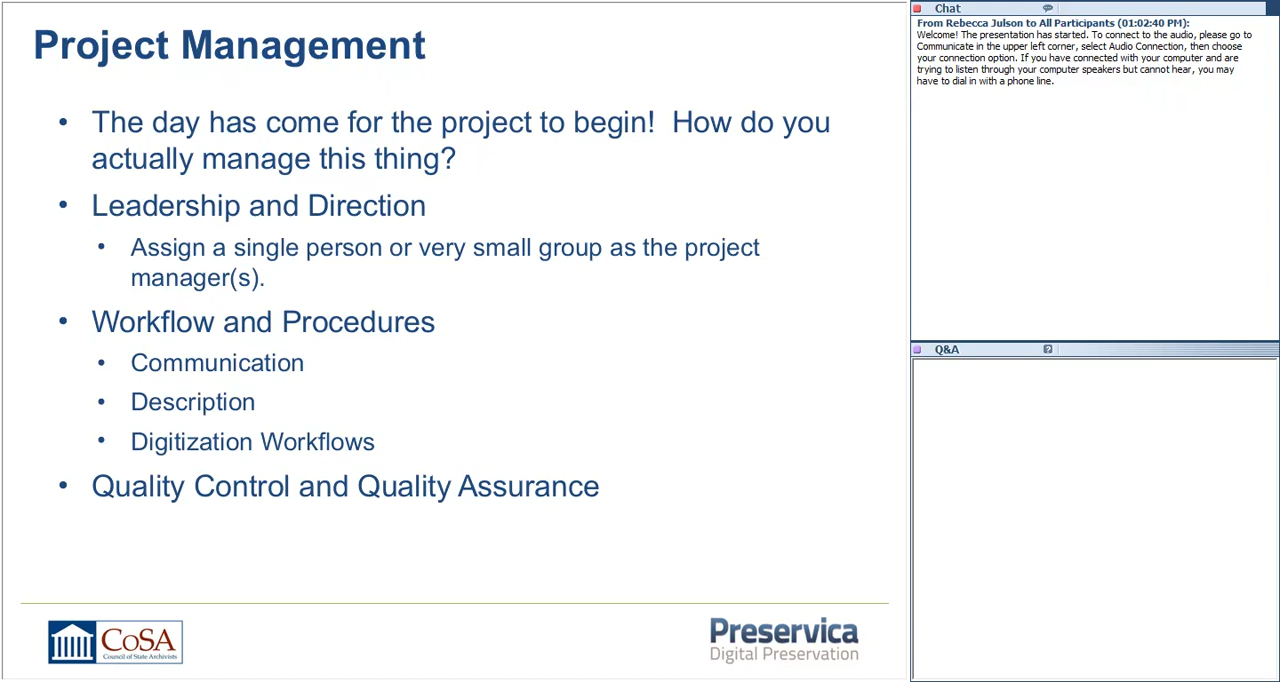 Project Management
• The day has come for the project to begin!  How do you
actually manage this thing?
• Leadership and Direction
• Assign a single person or very small group as the project
manager(s).
• Workflow and Procedures
• Communication
• Description
• Digitization Workflows
• Quality Control and Quality Assurance
CoSA
Council of State Archivists
Preservica
Digital Preservation
Chat
From Rebecca Julson to All Participants (01:02:40 PM):
Welcome! The presentation has started. To connect to the audio, please go to
Communicate in the upper left corner, select Audio Connection, then choose
your connection option. If you have connected with your computer and are
trying to listen through your computer speakers but cannot hear, you may
have to dial in with a phone line.
Q&A
?